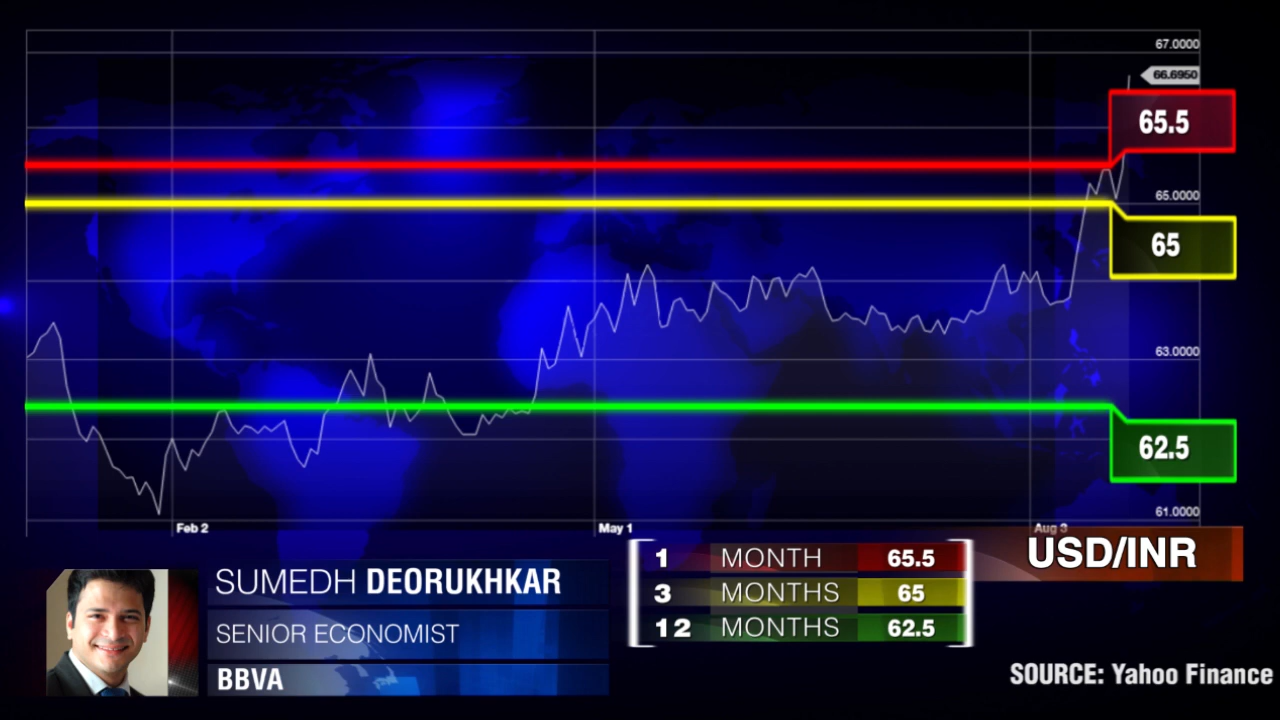 67.0000
66.6950
65.5
65.0000
65
63.0000
62.5
61.0000
Feb 2
May 1
Aug 3
USD/INR
SUMEDH DEORUKHKAR
SENIOR ECONOMIST
BBVA
1 MONTH 65.5
3 MONTHS 65
12 MONTHS 62.5
SOURCE: Yahoo Finance